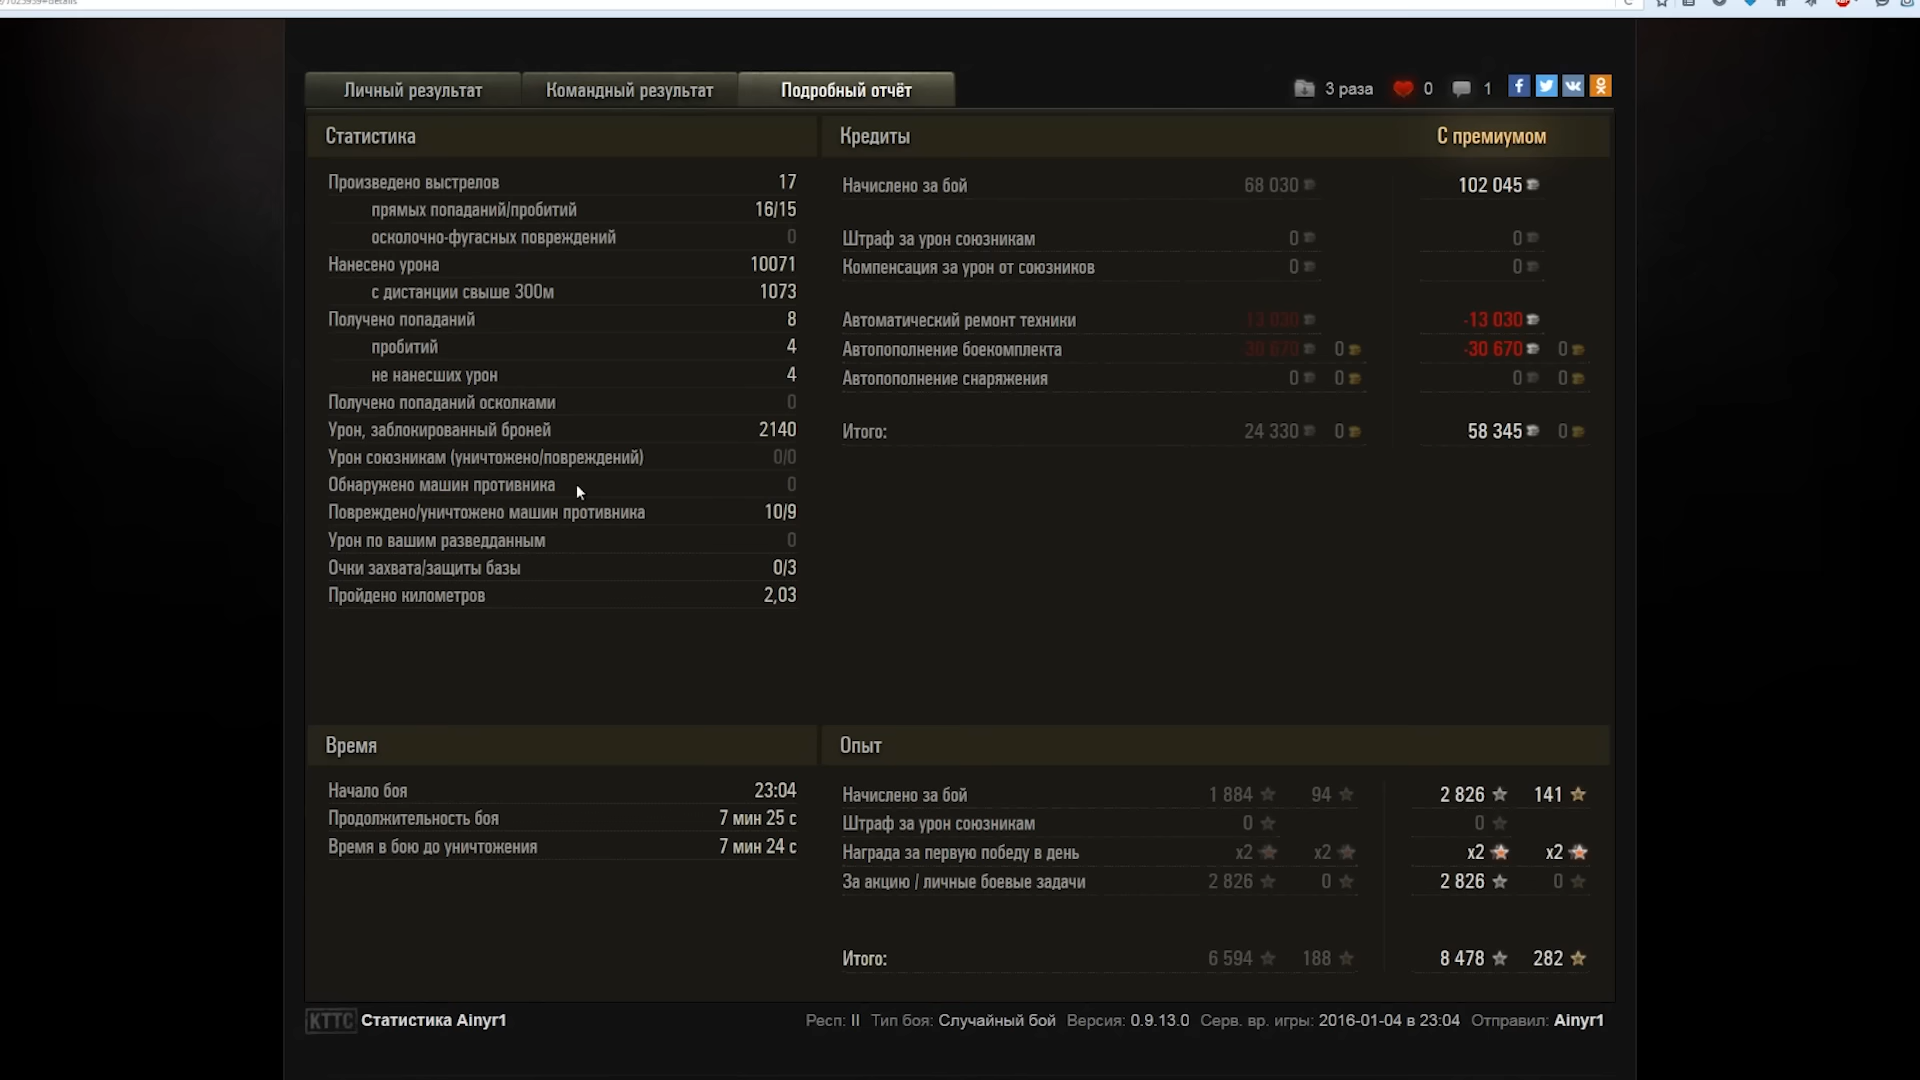 Личный результат Командный результат Подробный отчёт 3 раза 0 1
Статистика
Произведено выстрелов 17
прямых попаданий/пробитий 16/15
осколочно-фугасных повреждений 0
Нанесено урона 10071
с дистанции свыше 300м 1073
Получено попаданий 8
пробитий 4
не нанесших урон 4
Получено попаданий осколками 0
Урон, заблокированный броней 2140
Урон союзникам (уничтожено/повреждений) 0/0
Обнаружено машин противника 0
Повреждено/уничтожено машин противника 10/9
Урон по вашим разведданным 0
Очки захвата/защиты базы 0/3
Пройдено километров 2,03
Кредиты С премиумом
Начислено за бой 68 030 102 045
Штраф за урон союзникам 0 0
Компенсация за урон от союзников 0 0
Автоматический ремонт техники -13 030 -13 030
Автопополнение боекомплекта -30 670 0 -30 670 0
Автопополнение снаряжения 0 0 0 0
Итого: 24 330 0 58 345 0
Время
Начало боя 23:04
Продолжительность боя 7 мин 25 с
Время в бою до уничтожения 7 мин 24 с
Опыт
Начислено за бой 1 884 94 2 826 141
Штраф за урон союзникам 0 0
Награда за первую победу в день x2 x2 x2 x2
За акцию / личные боевые задачи 2 826 0 2 826 0
Итого: 6 594 188 8 478 282
КТТС Статистика Ainyr1 Респ: II Тип боя: Случайный бой Версия: 0.9.13.0 Серв. вр. игры: 2016-01-04 в 23:04 Отправил: Ainyr1